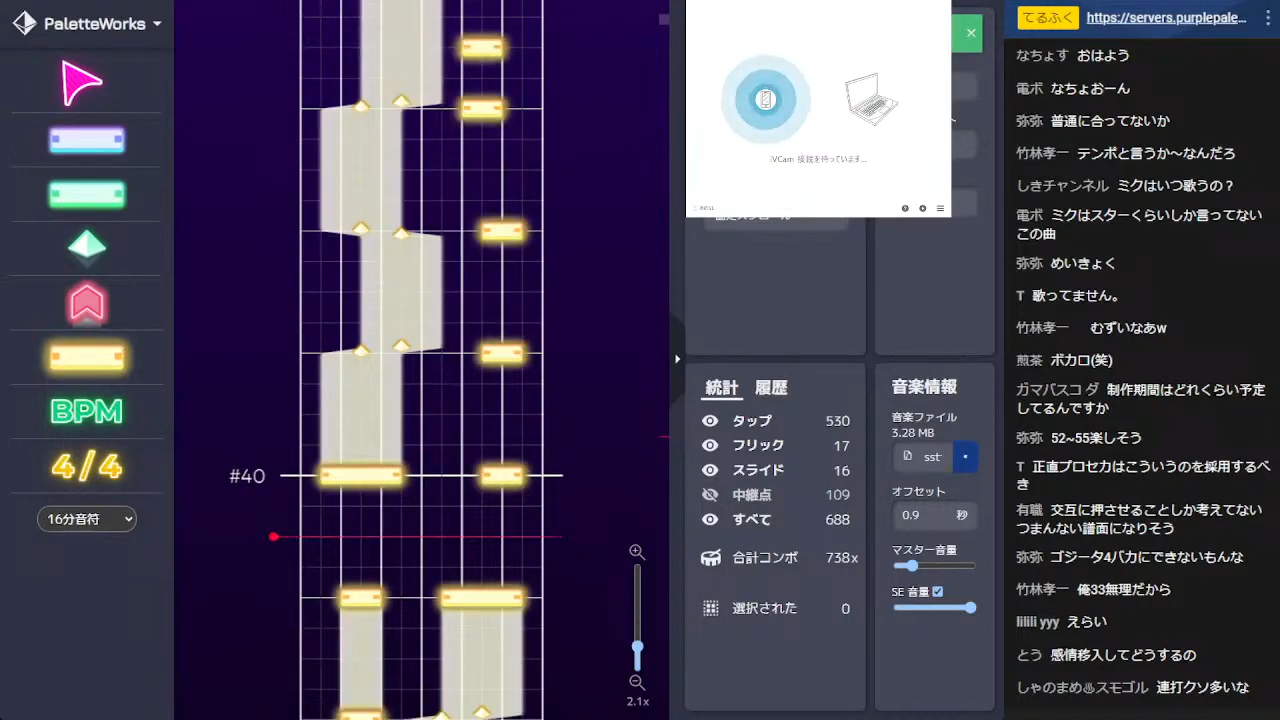 PaletteWorks
BPM
4/4
16分音符
#40
2.1x
iVCam 接続を待っています...
統計 履歴
タップ 530
フリック 17
スライド 16
中継点 109
すべて 688
合計コンボ 738x
選択された 0
音楽情報
音楽ファイル
3.28 MB
sst
オフセット
0.9 秒
マスター音量
SE 音量
てるふく https://servers.purplepale...
なちょす おはよう
電ボ なちょおーん
弥弥 普通に合ってないか
竹林孝一 テンポと言うか〜なんだろ
しきチャンネル ミクはいつ歌うの？
電ボ ミクはスターくらいしか言ってない
この曲
弥弥 めいきょく
T 歌ってません。
竹林孝一 むずいなあw
煎茶 ボカロ(笑)
ガマバスコ ダ 制作期間はどれくらい予定
してるんですか
弥弥 52~55楽しそう
T 正直プロセカはこういうのを採用するべ
き
有職 交互に押させることしか考えてない
つまんない譜面になりそう
弥弥 ゴジータ4バカにできないもんな
竹林孝一 俺33無理だから
lilili yyy えらい
とう 感情移入してどうするの
しゃのまめ♨スモゴル 連打クソ多いな